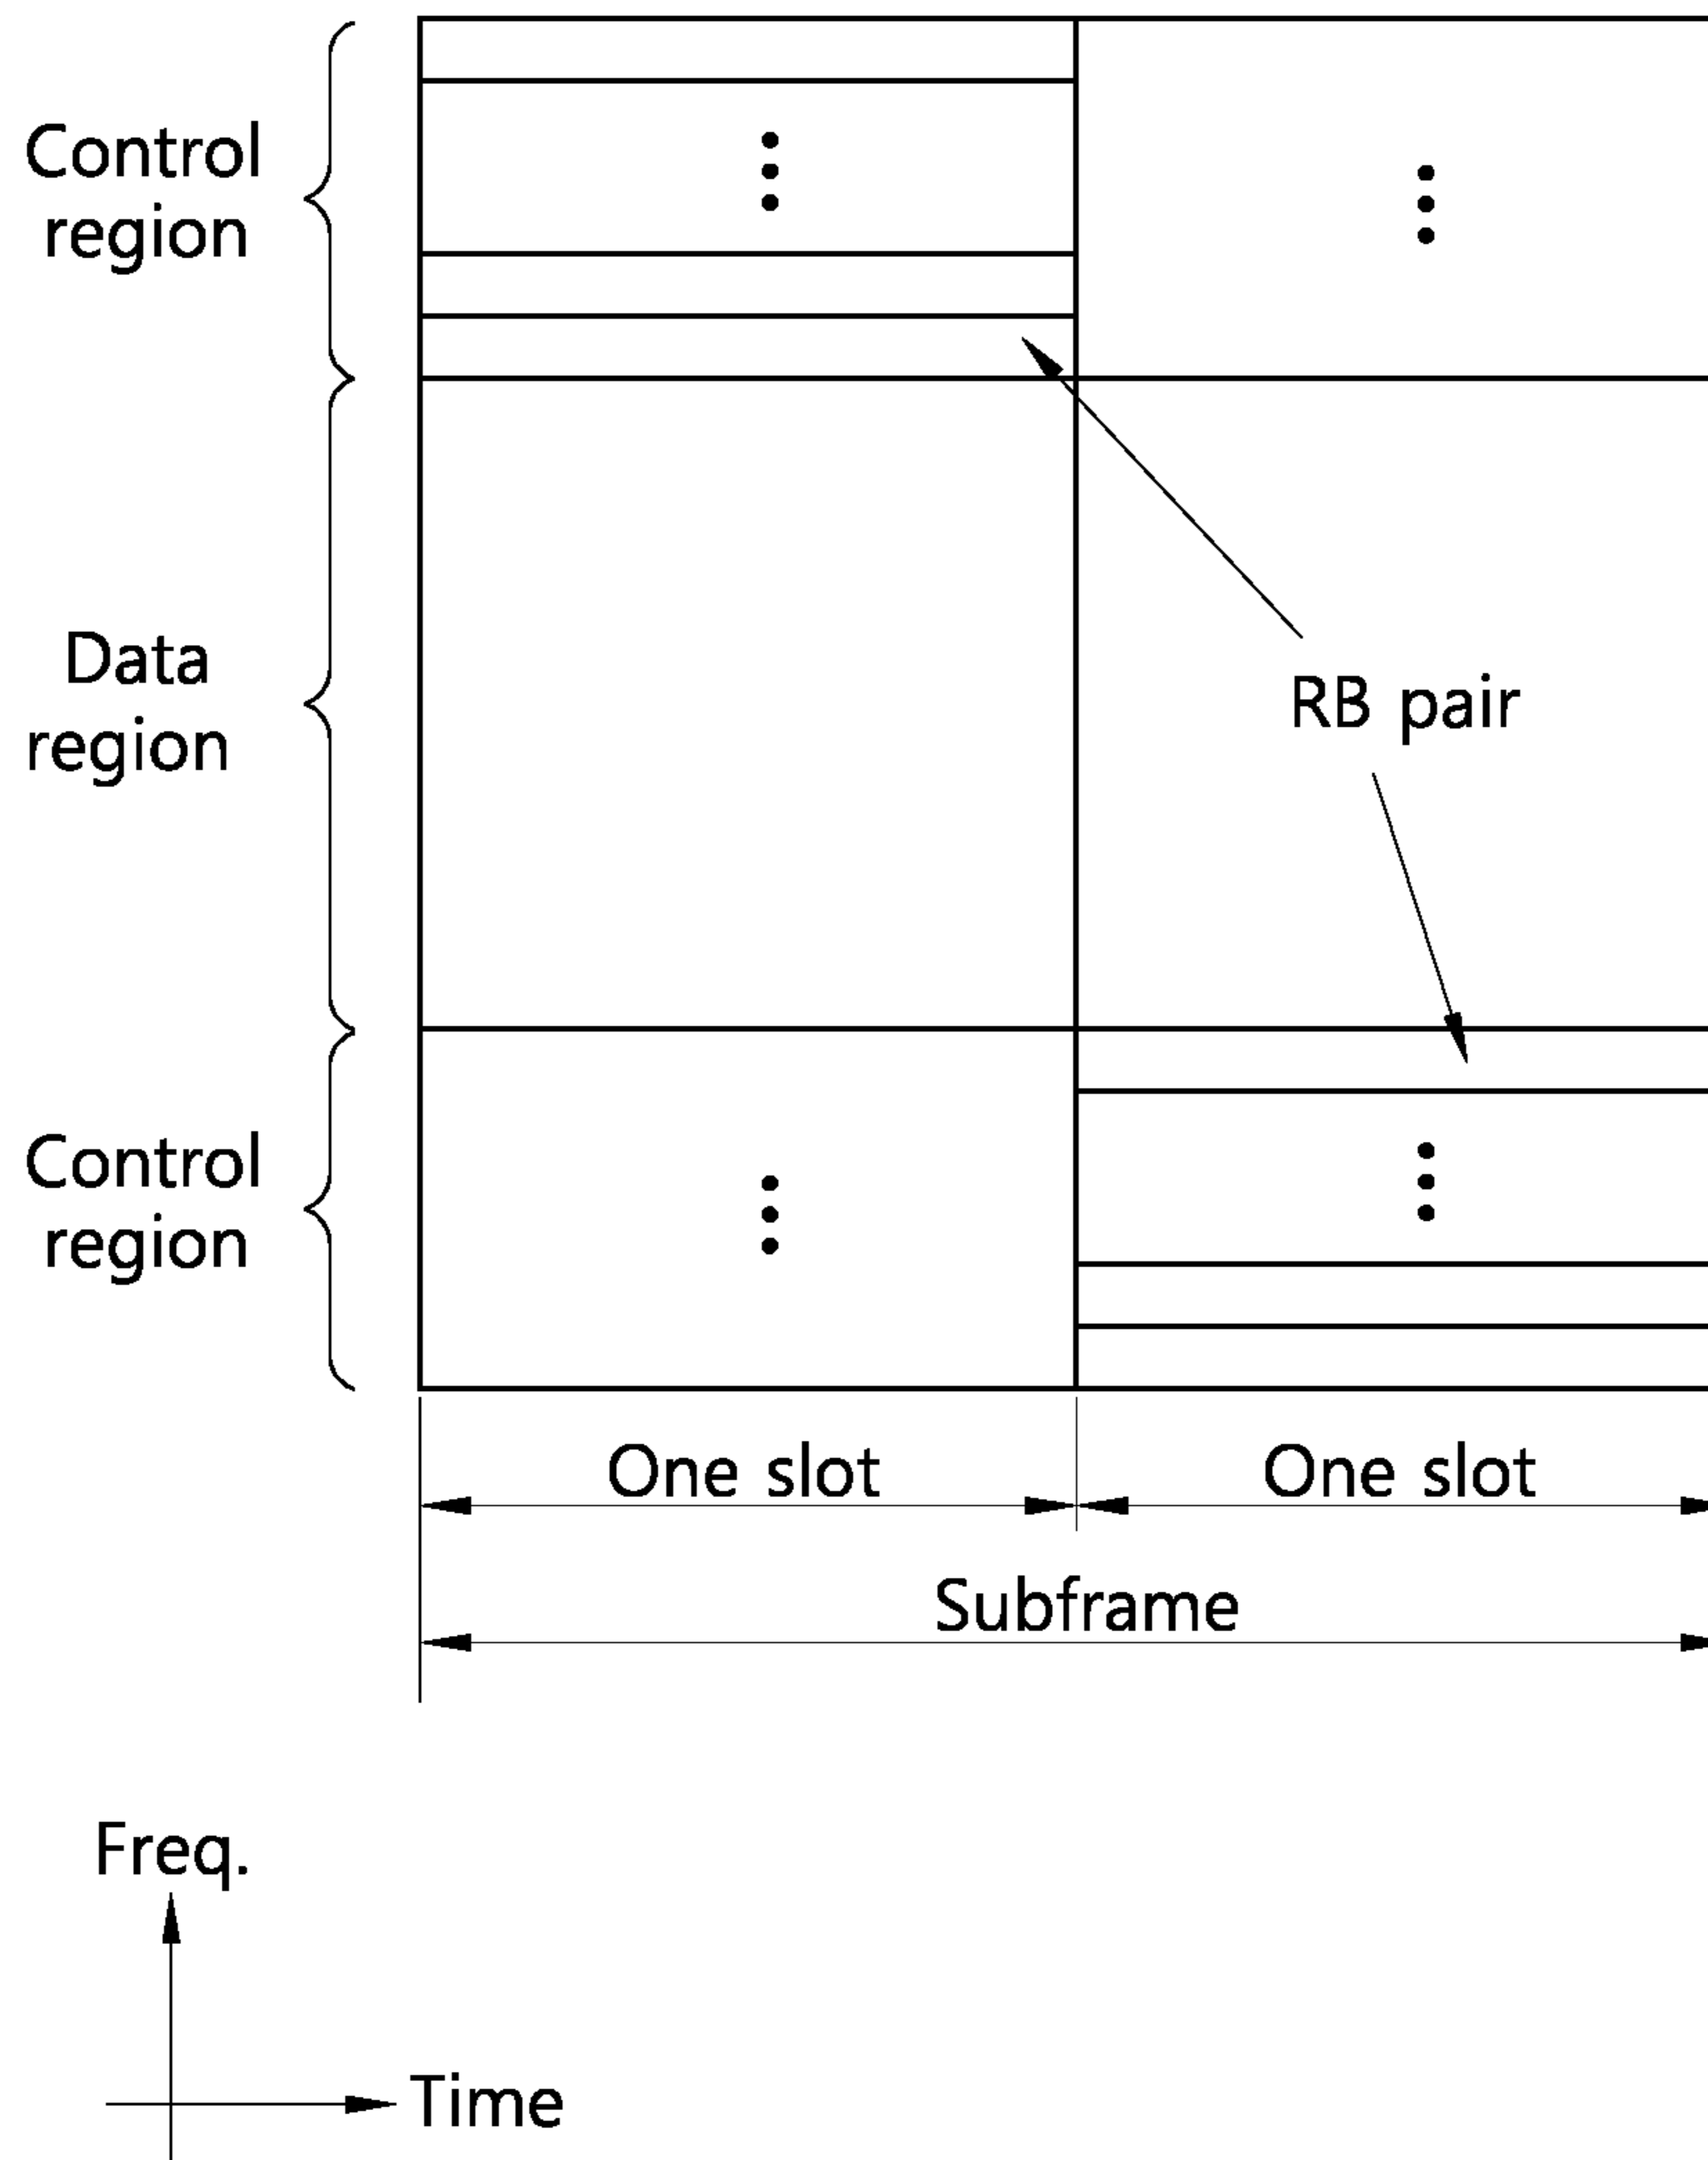 Control
region
Data
region
RB pair
Control
region
One slot
One slot
Subframe
Freq.
Time